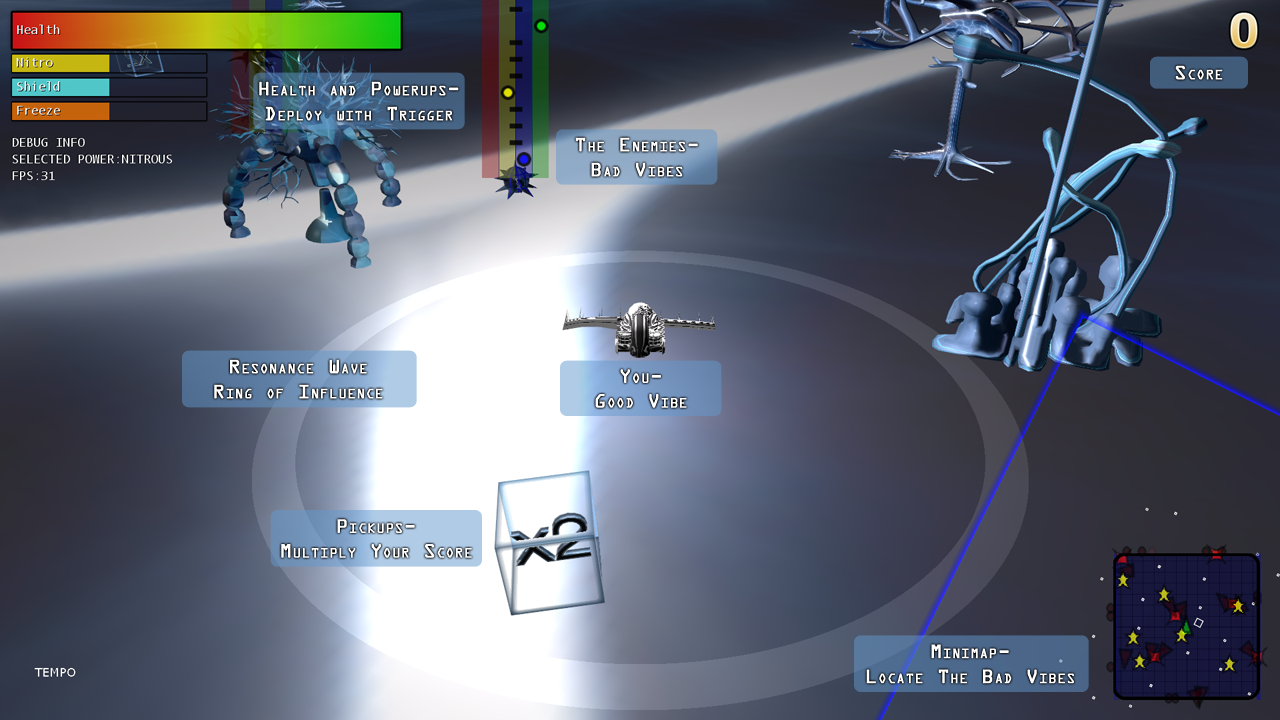 Health
Nitro
Shield
Freeze
DEBUG INFO
SELECTED POWER:NITROUS
FPS:31
Health and Powerups-
Deploy with Trigger
The Enemies-
Bad Vibes
0
Score
Resonance Wave
Ring of Influence
You-
Good Vibe
Pickups-
Multiply Your Score
x2
Minimap-
Locate The Bad Vibes
TEMPO